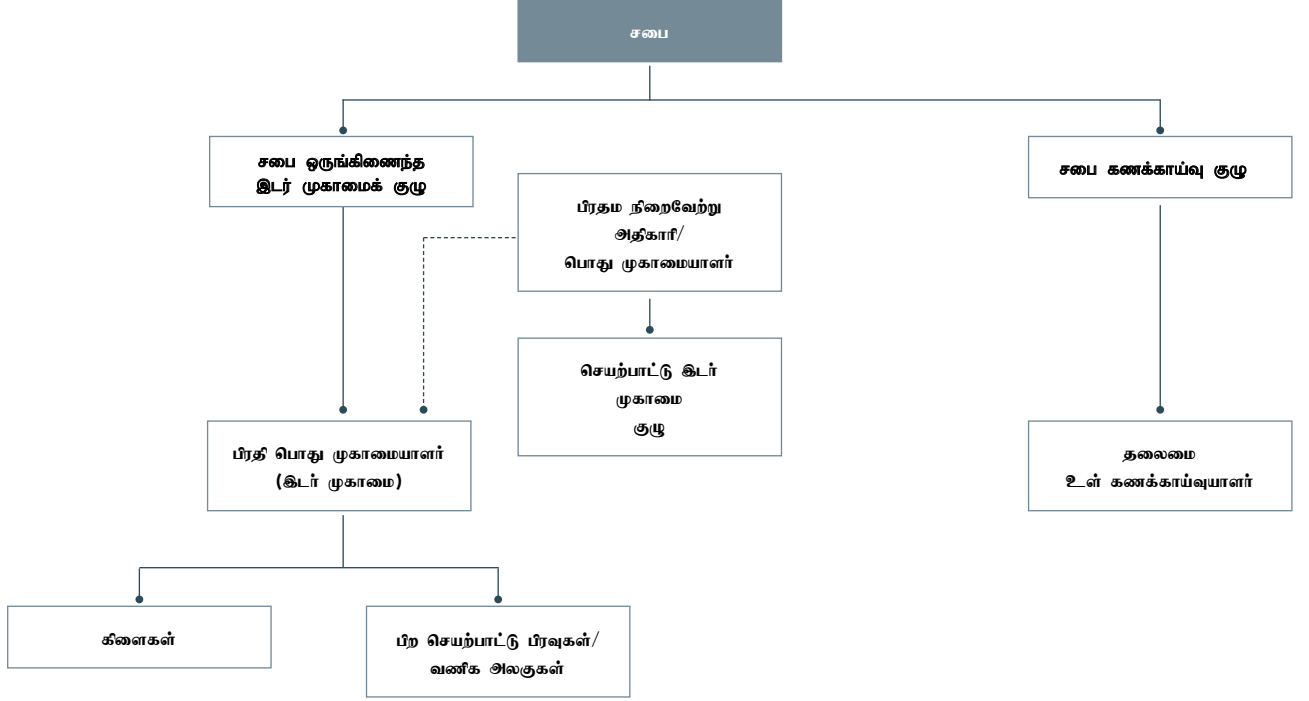 சபை
சபை ஒருங்கிணைந்த
இடர் முகாமைக் குழு
பிரதம நிறைவேற்று
அதிகாரி/
பொது முகாமையாளர்
சபை கணக்காய்வு குழு
செயற்பாட்டு இடர்
முகாமை
குழு
பிரதி பொது முகாமையாளர்
(இடர் முகாமை)
தலைமை
உள் கணக்காய்வுயாளர்
கிளைகள்
பிற செயற்பாட்டு பிரவுகள்/
வணிக அலகுகள்